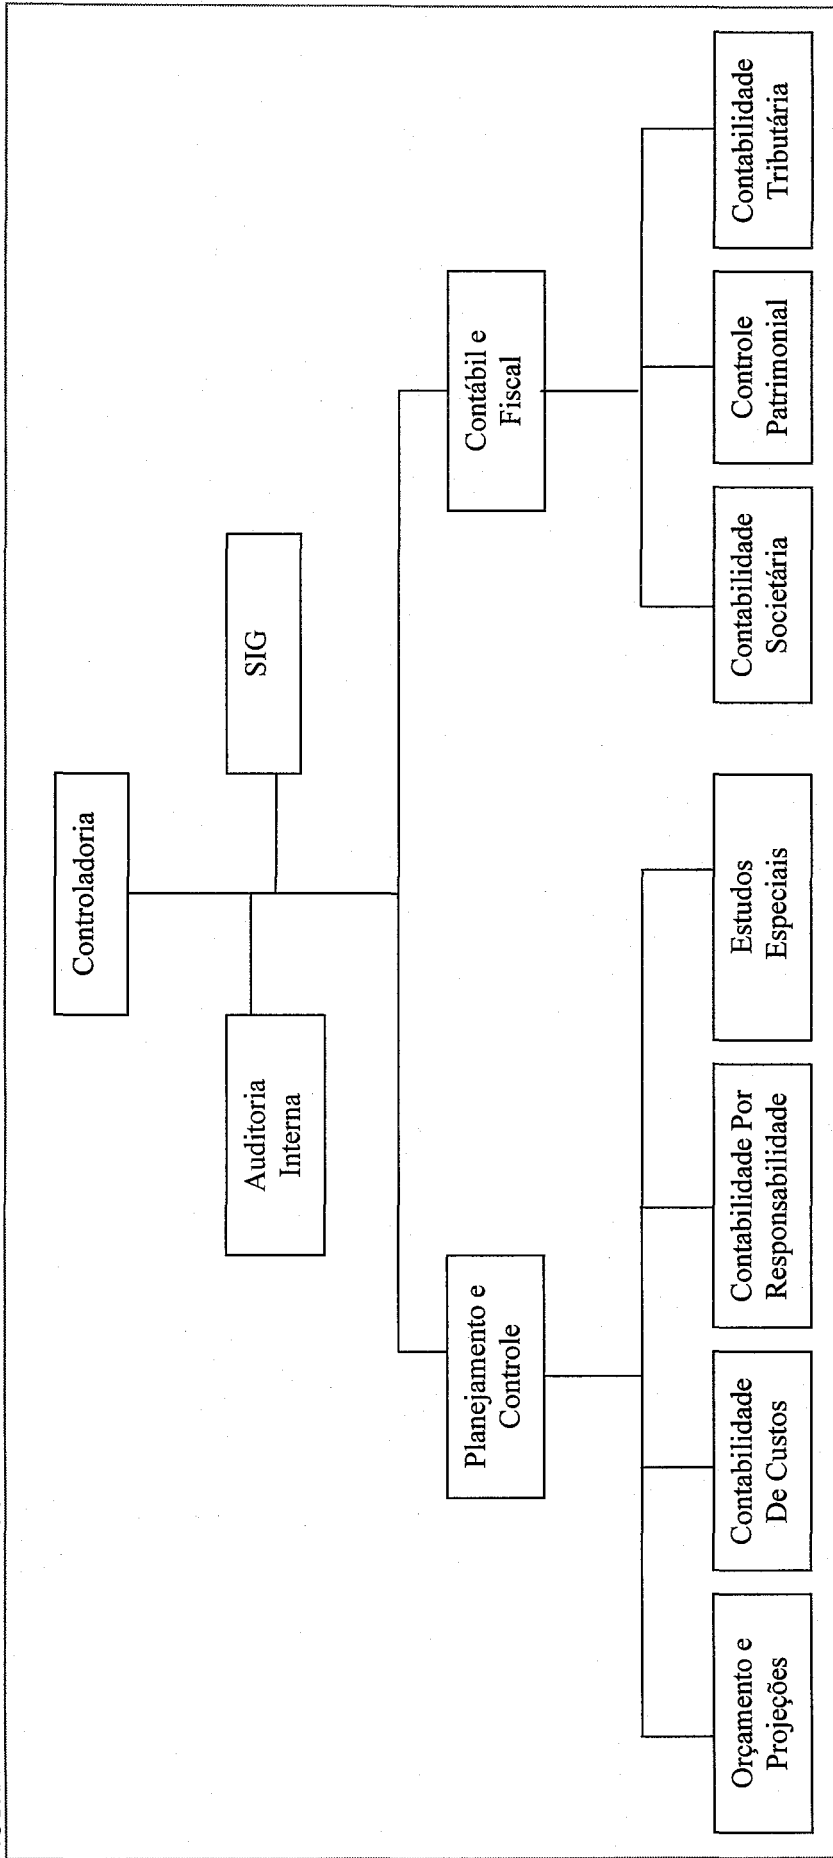 Controladoria
Auditoria
Interna
SIG
Planejamento e
Controle
Contábil e
Fiscal
Orçamento e
Projeções
Contabilidade
De Custos
Contabilidade Por
Responsabilidade
Estudos
Especiais
Contabilidade
Societária
Controle
Patrimonial
Contabilidade
Tributária